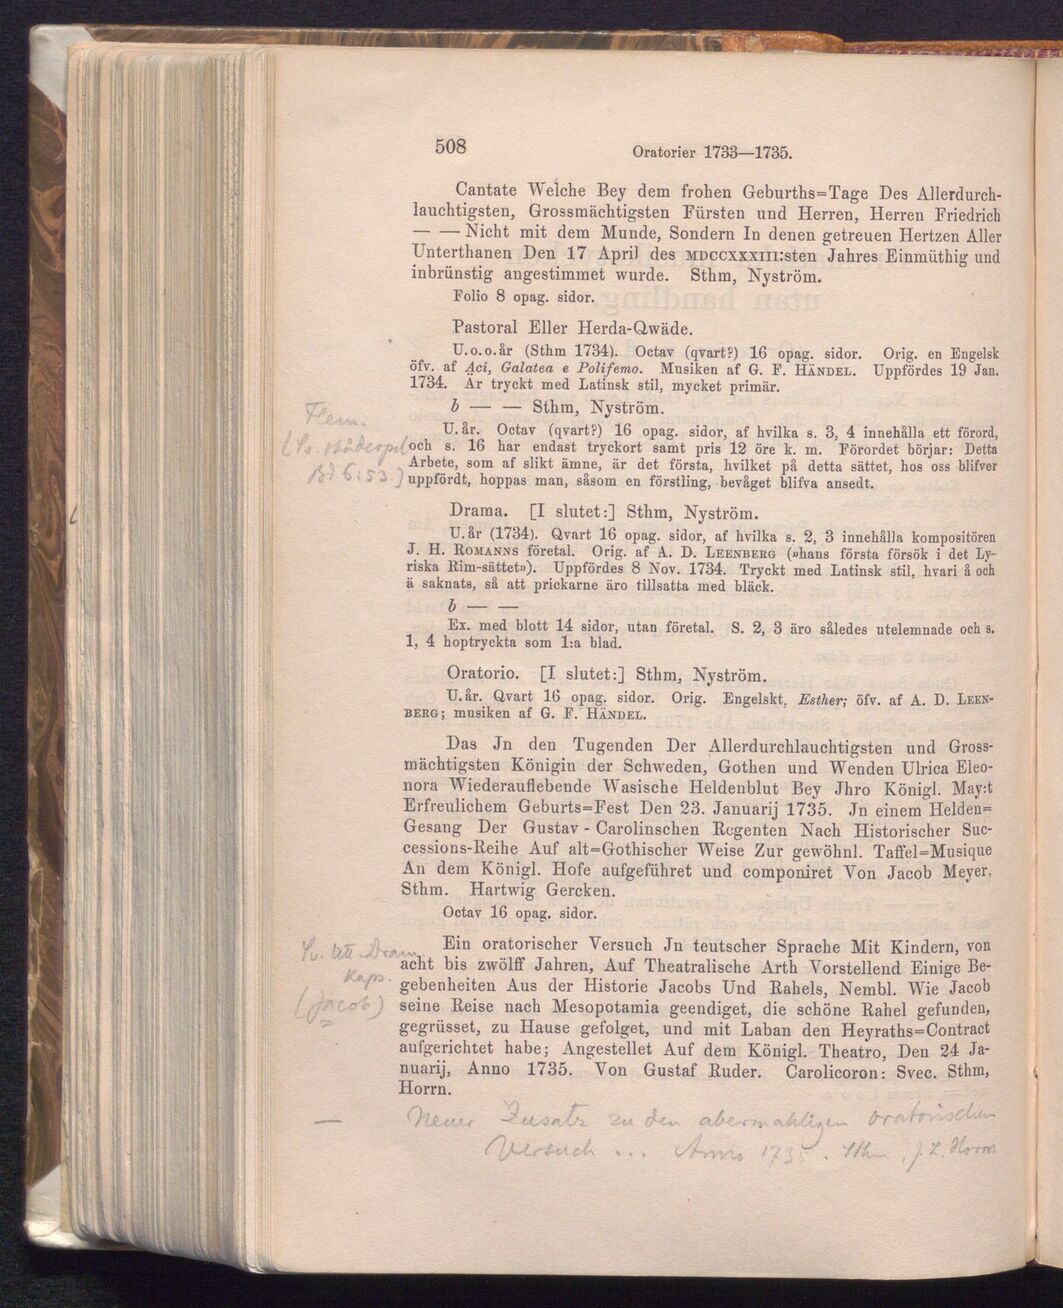 508
Oratorier 1733—1735.
Cantate Welche Bey dem frohen Geburths=Tage Des Allerdurch-
lauchtigsten, Grossmächtigsten Fürsten und Herren, Herren Friedrich
— — Nicht mit dem Munde, Sondern In denen getreuen Hertzen Aller
Unterthanen Den 17 April des MDCCXXXIII:sten Jahres Einmüthig und
inbrünstig angestimmet wurde. Sthm, Nyström.
Folio 8 opag. sidor.
Pastoral Eller Herda-Qwäde.
U.o.o.år (Sthm 1734). Octav (qvart?) 16 opag. sidor. Orig. en Engelsk
öfv. af Aci, Galatea e Polifemo. Musiken af G. F. HÄNDEL. Uppfördes 19 Jan.
1734. Är tryckt med Latinsk stil, mycket primär.
b — — Sthm, Nyström.
U.år. Octav (qvart?) 16 opag. sidor, af hvilka s. 3, 4 innehålla ett förord,
och s. 16 har endast tryckort samt pris 12 öre k. m. Förordet börjar: Detta
Arbete, som af slikt ämne, är det första, hvilket på detta sättet, hos oss blifver
uppfördt, hoppas man, såsom en förstling, bevåget blifva ansedt.
Flem.
Bd 6:53.)
Drama. [I slutet:] Sthm, Nyström.
U.år (1734). Qvart 16 opag. sidor, af hvilka s. 2, 3 innehålla kompositören
J. H. ROMANNS företal. Orig. af A. D. LEENBERG (»hans första försök i det Ly-
riska Rim-sättet»). Uppfördes 8 Nov. 1734. Tryckt med Latinsk stil, hvari å och
ä saknats, så att prickarne äro tillsatta med bläck.
b — —
Ex. med blott 14 sidor, utan företal. S. 2, 3 äro således utelemnade och s.
1, 4 hoptryckta som 1:a blad.
Oratorio. [I slutet:] Sthm, Nyström.
U.år. Qvart 16 opag. sidor. Orig. Engelskt, Esther; öfv. af A. D. LEEN-
BERG; musiken af G. F. HÄNDEL.
Das Jn den Tugenden Der Allerdurchlauchtigsten und Gross-
mächtigsten Königin der Schweden, Gothen und Wenden Ulrica Eleo-
nora Wiederauflebende Wasische Heldenblut Bey Jhro Königl. May:t
Erfreulichem Geburts=Fest Den 23. Januarij 1735. Jn einem Helden=
Gesang Der Gustav-Carolinschen Regenten Nach Historischer Suc-
cessions-Reihe Auf alt=Gothischer Weise Zur gewöhnl. Taffel=Musique
An dem Königl. Hofe aufgeführet und componiret Von Jacob Meyer,
Sthm. Hartwig Gercken.
Octav 16 opag. sidor.
Ein oratorischer Versuch Jn teutscher Sprache Mit Kindern, von
acht bis zwölff Jahren, Auf Theatralische Arth Vorstellend Einige Be-
gebenheiten Aus der Historie Jacobs Und Rahels, Nembl. Wie Jacob
seine Reise nach Mesopotamia geendiget, die schöne Rahel gefunden,
gegrüsset, zu Hause gefolget, und mit Laban den Heyraths=Contract
aufgerichtet habe; Angestellet Auf dem Königl. Theatro, Den 24 Ja-
nuarij, Anno 1735. Von Gustaf Ruder. Carolicoron: Svec. Sthm,
Horrn.
Sv. litt. Dram
Kaps.
(Jacob)
— Neuer Zusatz zu den abermahligen oratorischen
Versuch ... Anno 1735. Sthm, J. L. Horrn